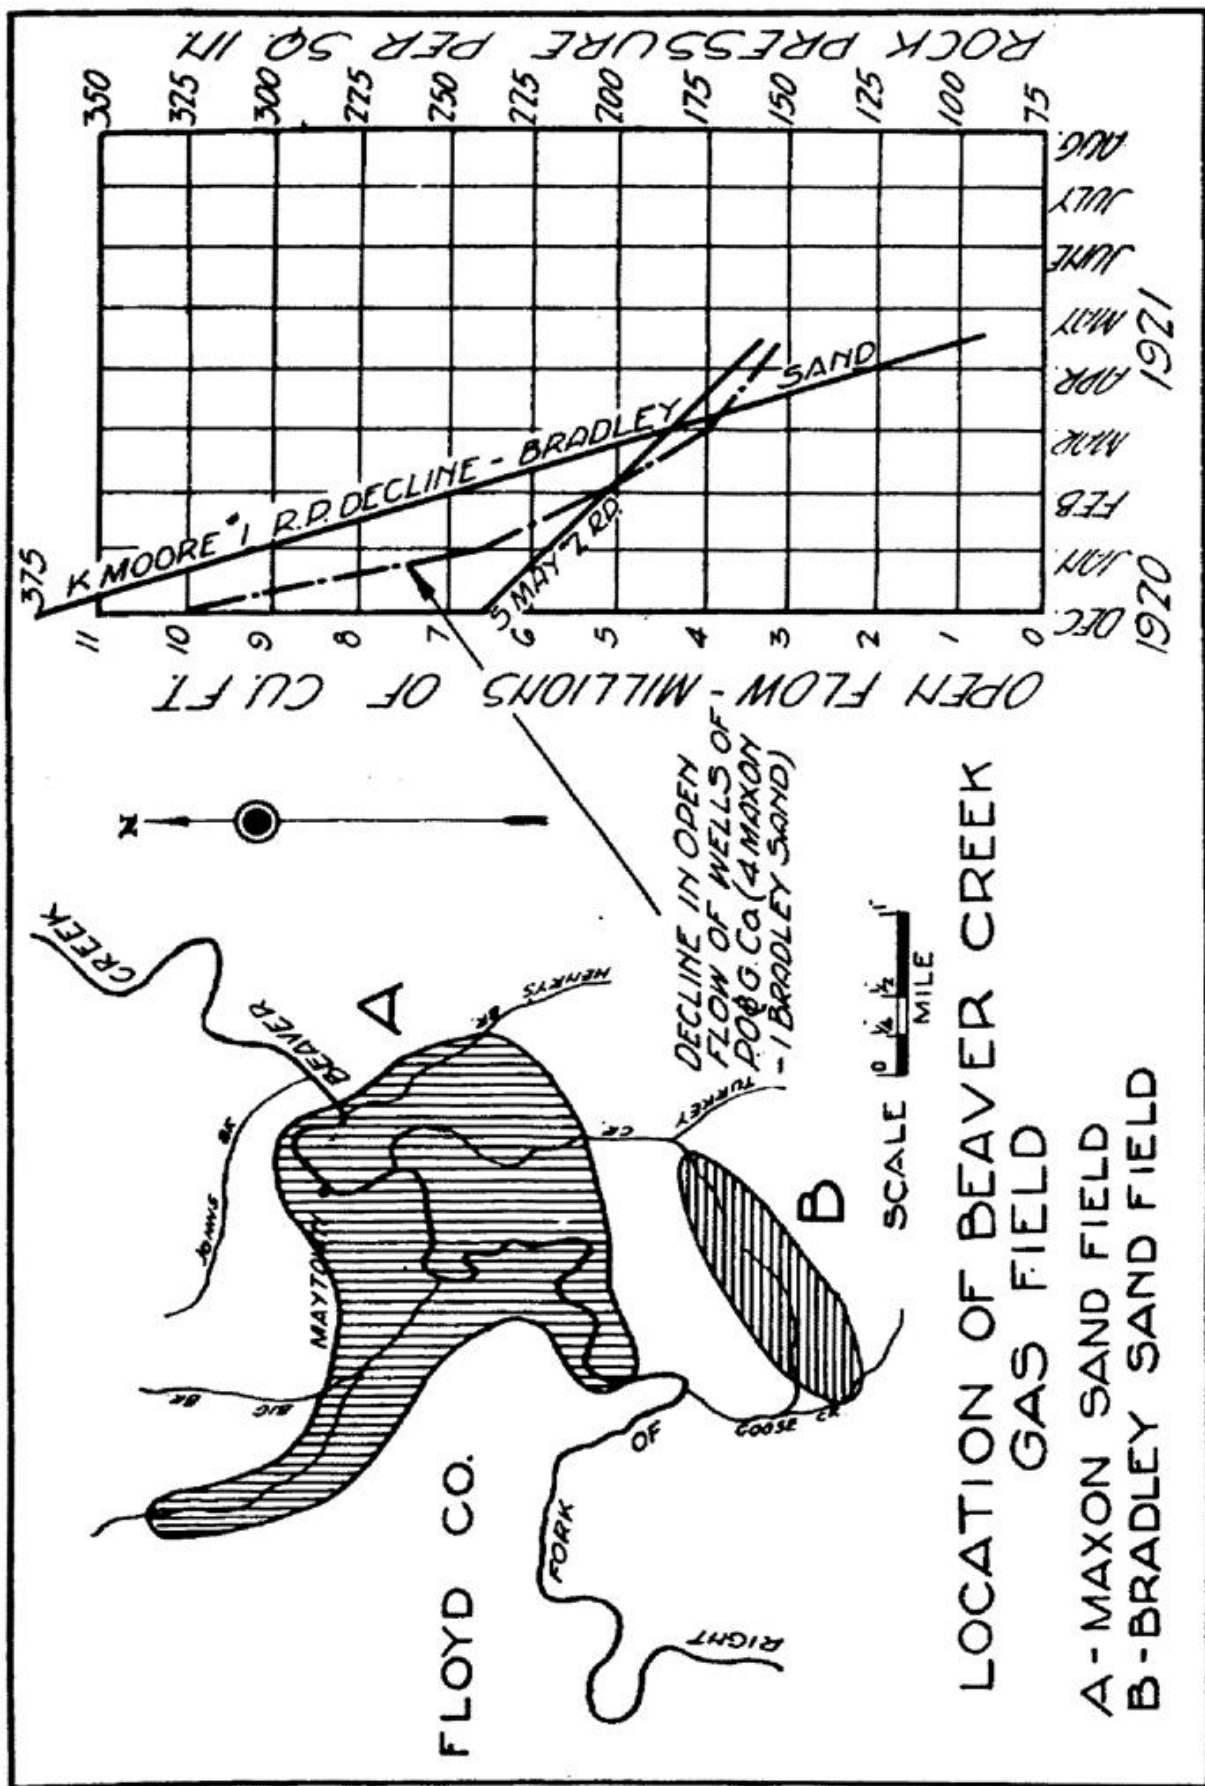 FLOYD CO.
RIGHT
FORK
OF
BEAVER
CREEK
BIG BR
JOHNS BR
MAYTOWN
HENRYS
BR.
TURKEY
CR.
GOOSE CR
A
B
N
SCALE
0 ¼ ½ 1
MILE
LOCATION OF BEAVER CREEK
GAS FIELD
A-MAXON SAND FIELD
B-BRADLEY SAND FIELD
DECLINE IN OPEN
FLOW OF WELLS OF
P.O.&G.Co.(4 MAXON
-1 BRADLEY SAND)
OPEN FLOW-MILLIONS OF CU.FT.
11
10
9
8
7
6
5
4
3
2
1
0
375
K MOORE #1 R.P. DECLINE - BRADLEY SAND
S MAY #2 R.P.
ROCK PRESSURE PER SQ. IN.
350
325
300
275
250
225
200
175
150
125
100
75
DEC. JAN FEB MAR APR. MAY JUNE JULY AUG.
1920 1921